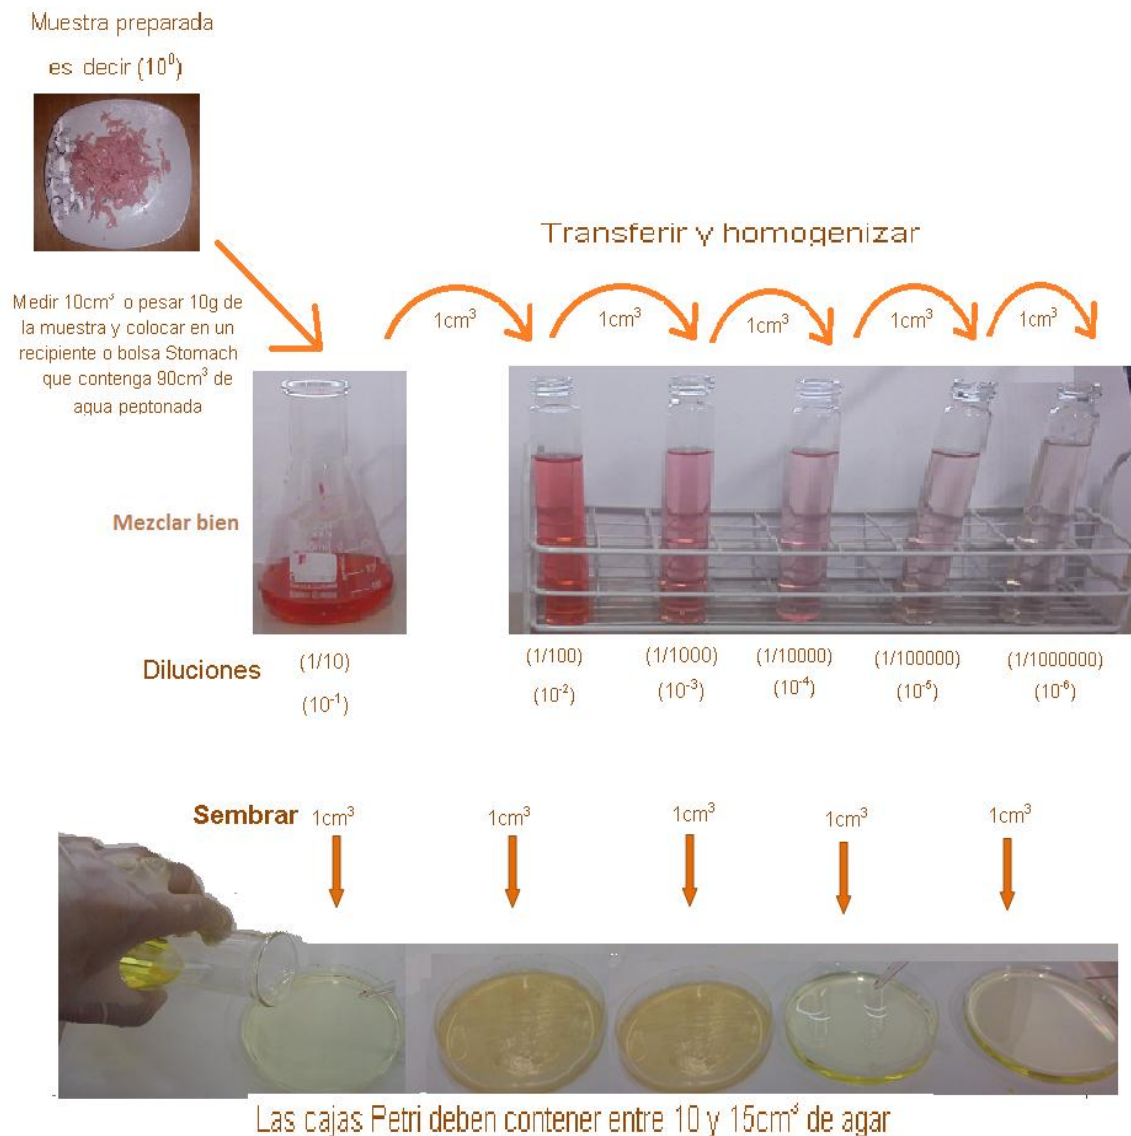 Muestra preparada
es decir (10⁰)
Transferir y homogenizar
Medir 10cm³ o pesar 10g de
la muestra y colocar en un
recipiente o bolsa Stomach
que contenga 90cm³ de
agua peptonada
1cm³ 1cm³ 1cm³ 1cm³ 1cm³
Mezclar bien
Diluciones (1/10) (1/100) (1/1000) (1/10000) (1/100000) (1/1000000)
(10⁻¹) (10⁻²) (10⁻³) (10⁻⁴) (10⁻⁵) (10⁻⁶)
Sembrar 1cm³ 1cm³ 1cm³ 1cm³ 1cm³
Las cajas Petri deben contener entre 10 y 15cm³ de agar